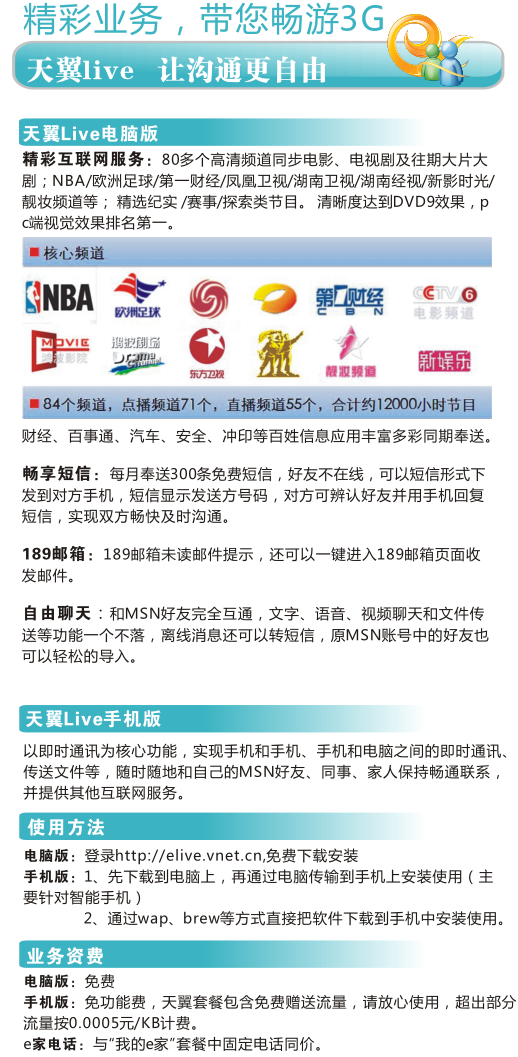 精彩业务，带您畅游3G
天翼live 让沟通更自由
天翼Live电脑版
精彩互联网服务：80多个高清频道同步电影、电视剧及往期大片大
剧；NBA/欧洲足球/第一财经/凤凰卫视/湖南卫视/湖南经视/新影时光/
靓妆频道等； 精选纪实 /赛事/探索类节目。 清晰度达到DVD9效果，p
c端视觉效果排名第一。
■ 核心频道
NBA 欧洲足球 第一财经 CBN CCTV 6 电影频道
MOVIE 鸿波影院 鸿波剧场 Drama Channel 东方卫视 靓妆频道 新娱乐
■ 84个频道，点播频道71个，直播频道55个，合计约12000小时节目
财经、百事通、汽车、安全、冲印等百姓信息应用丰富多彩同期奉送。
畅享短信：每月奉送300条免费短信，好友不在线，可以短信形式下
发到对方手机，短信显示发送方号码，对方可辨认好友并用手机回复
短信，实现双方畅快及时沟通。
189邮箱：189邮箱未读邮件提示，还可以一键进入189邮箱页面收
发邮件。
自由聊天：和MSN好友完全互通，文字、语音、视频聊天和文件传
送等功能一个不落，离线消息还可以转短信，原MSN账号中的好友也
可以轻松的导入。
天翼Live手机版
以即时通讯为核心功能，实现手机和手机、手机和电脑之间的即时通讯、
传送文件等，随时随地和自己的MSN好友、同事、家人保持畅通联系，
并提供其他互联网服务。
使用方法
电脑版：登录http://elive.vnet.cn,免费下载安装
手机版：1、先下载到电脑上，再通过电脑传输到手机上安装使用（主
要针对智能手机）
2、通过wap、brew等方式直接把软件下载到手机中安装使用。
业务资费
电脑版：免费
手机版：免功能费，天翼套餐包含免费赠送流量，请放心使用，超出部分
流量按0.0005元/KB计费。
e家电话：与“我的e家”套餐中固定电话同价。